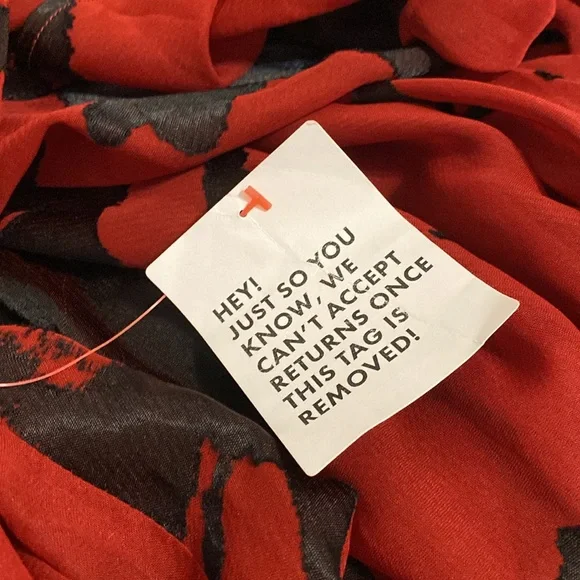 HEY!
JUST SO YOU
KNOW, WE
CAN'T ACCEPT
RETURNS ONCE
THIS TAG IS
REMOVED!